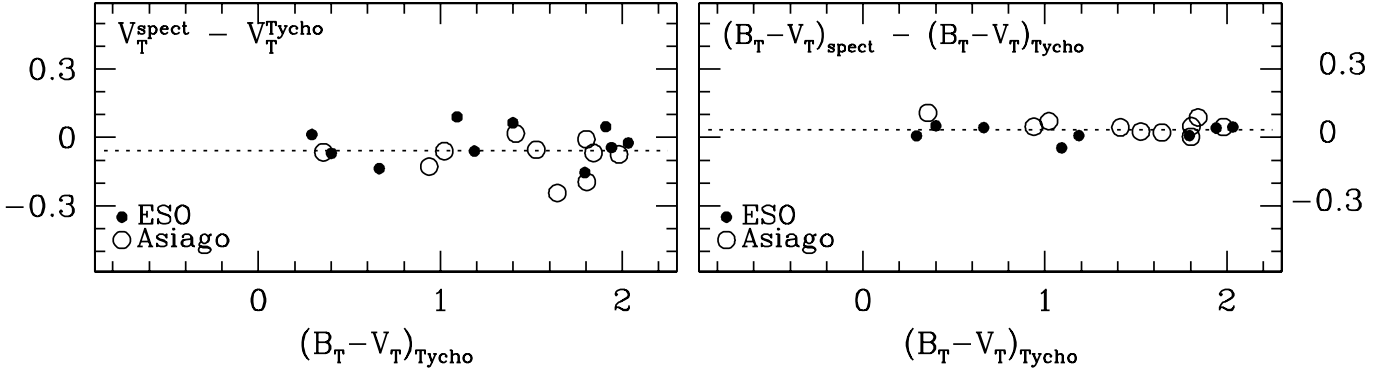 V_T^spect − V_T^Tycho
0.3
0
−0.3
ESO
Asiago
0 1 2
(B_T−V_T)_Tycho
(B_T−V_T)_spect − (B_T−V_T)_Tycho
0.3
0
−0.3
ESO
Asiago
0 1 2
(B_T−V_T)_Tycho